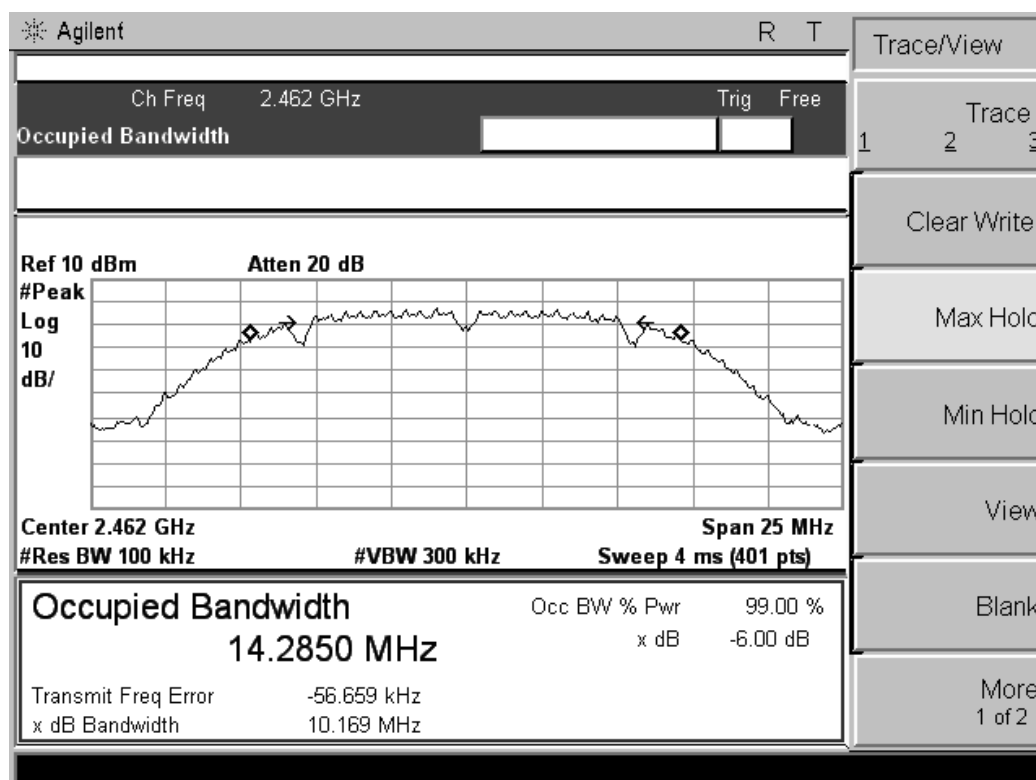 Agilent R T
Ch Freq 2.462 GHz Trig Free
Occupied Bandwidth
Ref 10 dBm Atten 20 dB
#Peak
Log
10
dB/
Center 2.462 GHz Span 25 MHz
#Res BW 100 kHz #VBW 300 kHz Sweep 4 ms (401 pts)
Occupied Bandwidth
14.2850 MHz
Occ BW % Pwr 99.00 %
x dB -6.00 dB
Transmit Freq Error -56.659 kHz
x dB Bandwidth 10.169 MHz
Trace/View
Trace
1 2 3
Clear Write
Max Hold
Min Hold
View
Blank
More
1 of 2